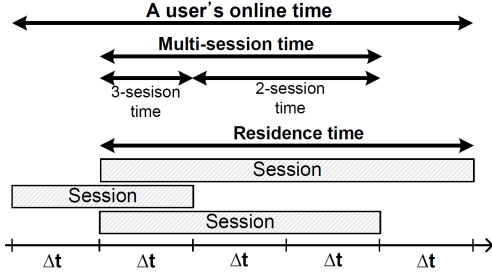 A user's online time
Multi-session time
3-sesison
time
2-session
time
Residence time
Session
Session
Session
Δt Δt Δt Δt Δt